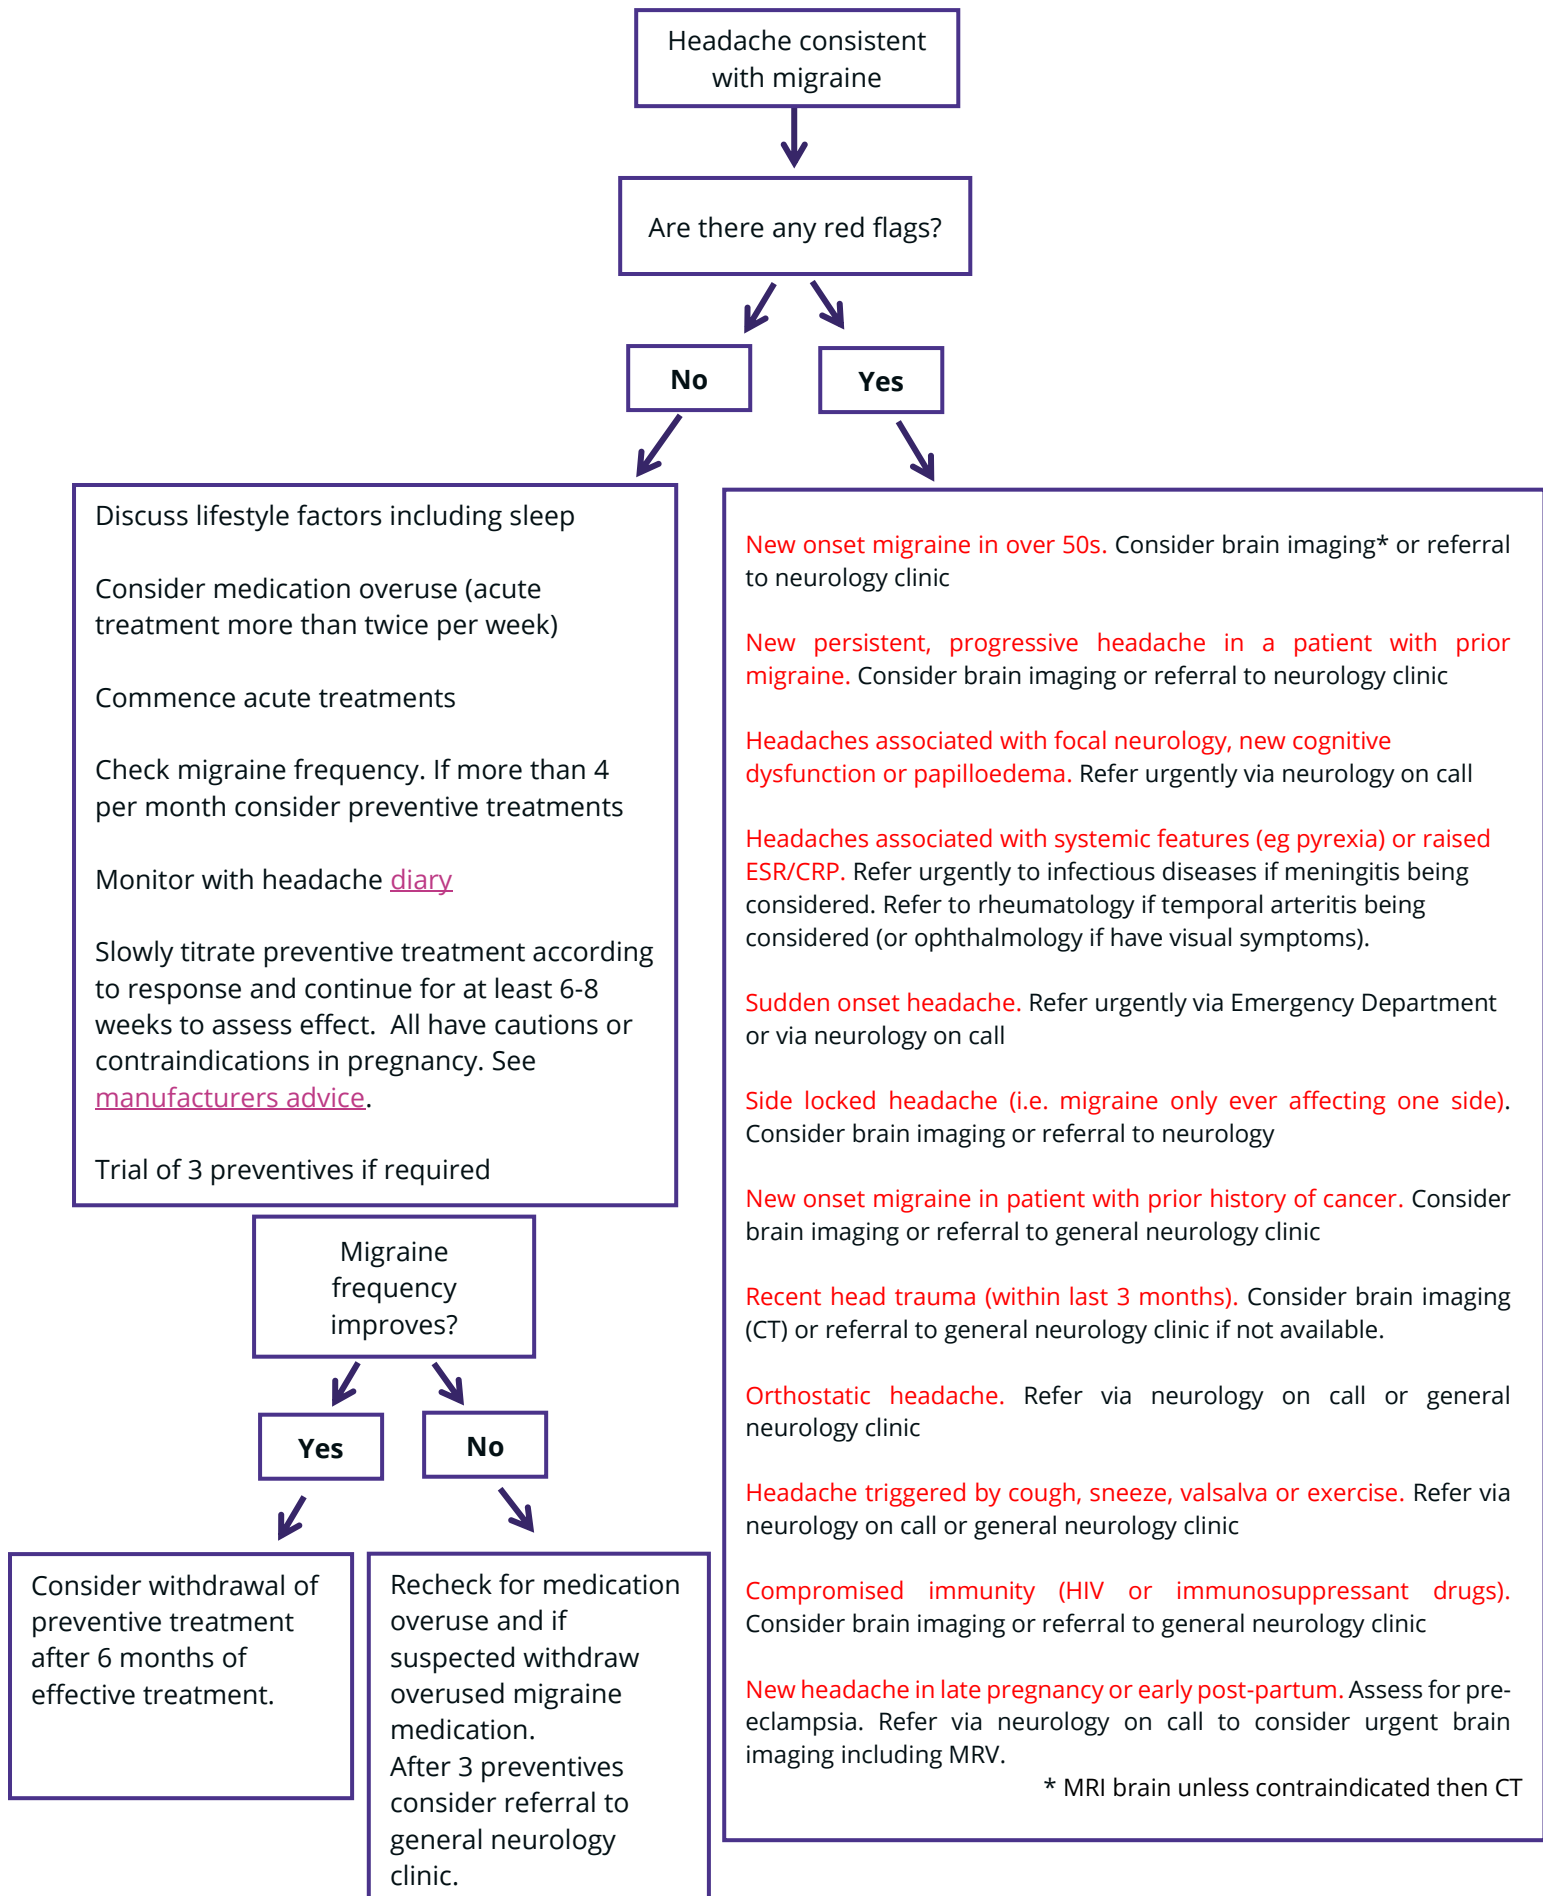 Headache consistent
with migraine
Are there any red flags?
No
Yes
Discuss lifestyle factors including sleep
Consider medication overuse (acute
treatment more than twice per week)
Commence acute treatments
Check migraine frequency. If more than 4
per month consider preventive treatments
Monitor with headache diary
Slowly titrate preventive treatment according
to response and continue for at least 6-8
weeks to assess effect.  All have cautions or
contraindications in pregnancy. See
manufacturers advice.
Trial of 3 preventives if required
Migraine
frequency
improves?
Yes
No
Consider withdrawal of
preventive treatment
after 6 months of
effective treatment.
Recheck for medication
overuse and if
suspected withdraw
overused migraine
medication.
After 3 preventives
consider referral to
general neurology
clinic.
New onset migraine in over 50s. Consider brain imaging* or referral
to neurology clinic
New persistent, progressive headache in a patient with prior
migraine. Consider brain imaging or referral to neurology clinic
Headaches associated with focal neurology, new cognitive
dysfunction or papilloedema. Refer urgently via neurology on call
Headaches associated with systemic features (eg pyrexia) or raised
ESR/CRP. Refer urgently to infectious diseases if meningitis being
considered. Refer to rheumatology if temporal arteritis being
considered (or ophthalmology if have visual symptoms).
Sudden onset headache. Refer urgently via Emergency Department
or via neurology on call
Side locked headache (i.e. migraine only ever affecting one side).
Consider brain imaging or referral to neurology
New onset migraine in patient with prior history of cancer. Consider
brain imaging or referral to general neurology clinic
Recent head trauma (within last 3 months). Consider brain imaging
(CT) or referral to general neurology clinic if not available.
Orthostatic headache. Refer via neurology on call or general
neurology clinic
Headache triggered by cough, sneeze, valsalva or exercise. Refer via
neurology on call or general neurology clinic
Compromised immunity (HIV or immunosuppressant drugs).
Consider brain imaging or referral to general neurology clinic
New headache in late pregnancy or early post-partum. Assess for pre-
eclampsia. Refer via neurology on call to consider urgent brain
imaging including MRV.
* MRI brain unless contraindicated then CT